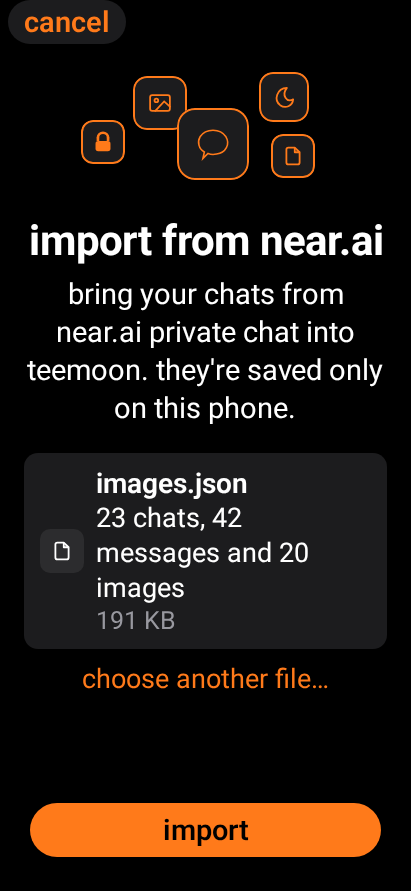 cancel
import from near.ai
bring your chats from
near.ai private chat into
teemoon. they're saved only
on this phone.
images.json
23 chats, 42
messages and 20
images
191 KB
choose another file...
import